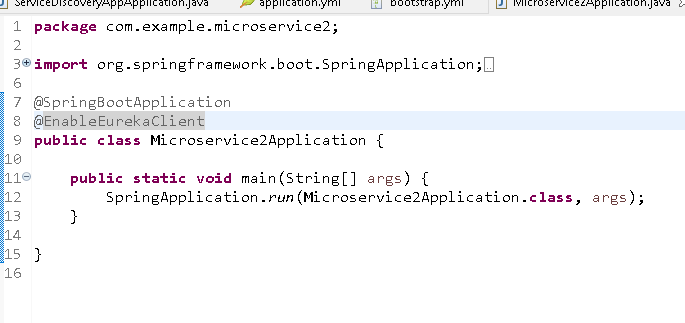 ServiceDiscoveryAppApplication.java application.yml bootstrap.yml Microservice2Application.java
1 package com.example.microservice2;
2
3 import org.springframework.boot.SpringApplication;
6
7 @SpringBootApplication
8 @EnableEurekaClient
9 public class Microservice2Application {
10
11 public static void main(String[] args) {
12 SpringApplication.run(Microservice2Application.class, args);
13 }
14
15 }
16